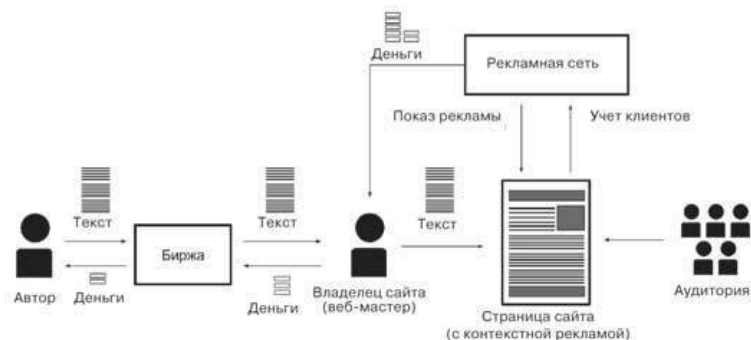 Деньги
Рекламная сеть
Показ рекламы
Учет клиентов
Текст
Текст
Текст
Биржа
Автор
Деньги
Деньги
Владелец сайта
(веб-мастер)
Страница сайта
(с контекстной рекламой)
Аудитория